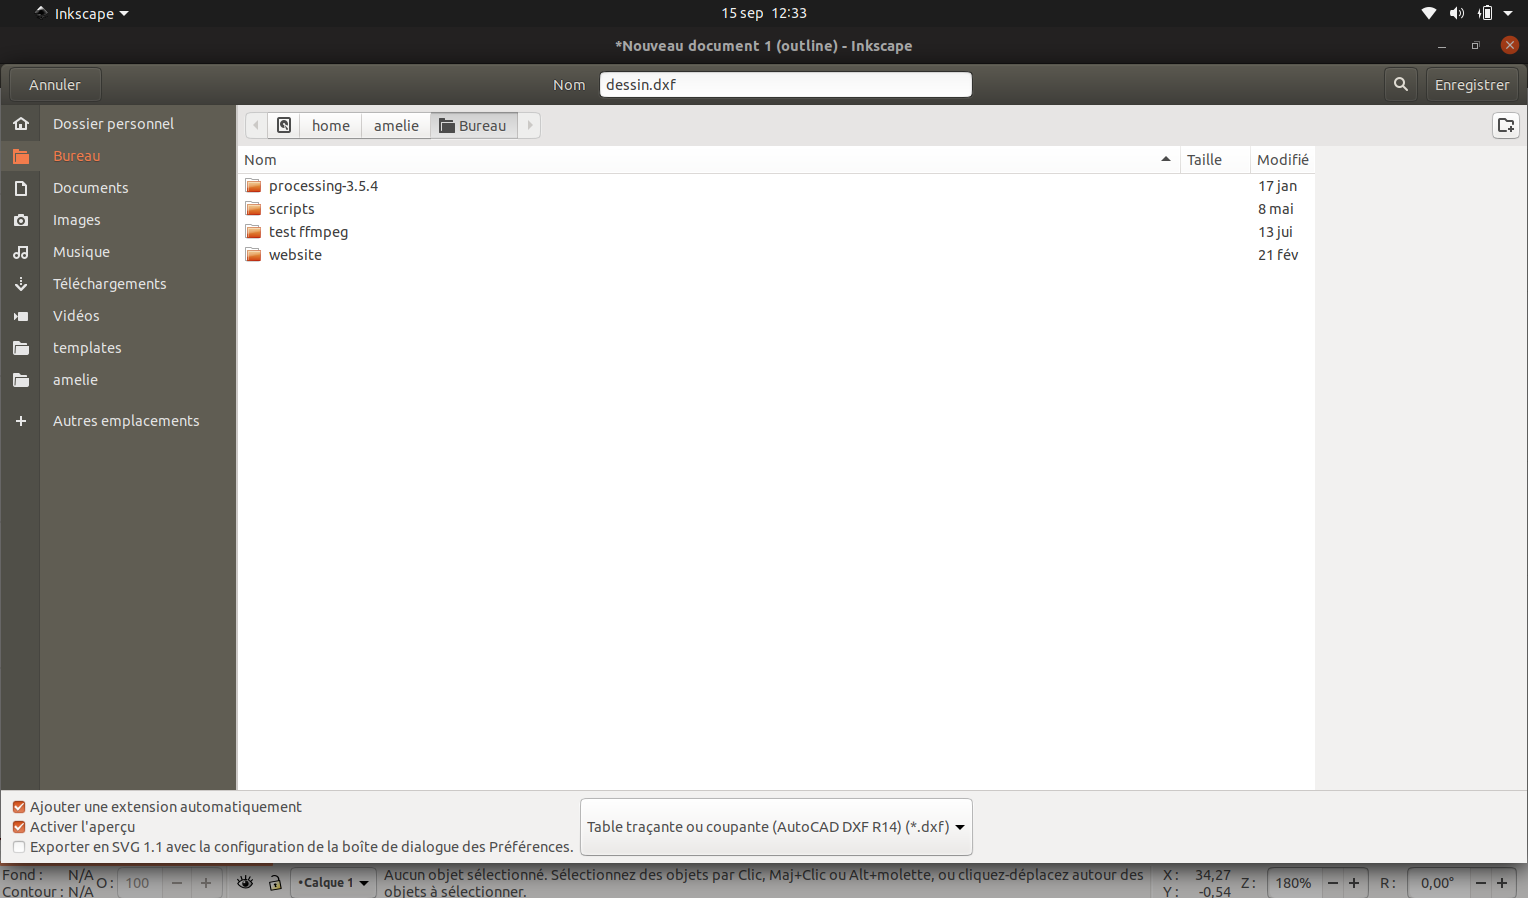 Inkscape
15 sep 12:33
*Nouveau document 1 (outline) - Inkscape
Annuler
Nom
dessin.dxf
Enregistrer
Dossier personnel
Bureau
Documents
Images
Musique
Téléchargements
Vidéos
templates
amelie
Autres emplacements
home
amelie
Bureau
Nom
Taille
Modifié
processing-3.5.4
17 jan
scripts
8 mai
test ffmpeg
13 jui
website
21 fév
Ajouter une extension automatiquement
Activer l'aperçu
Exporter en SVG 1.1 avec la configuration de la boîte de dialogue des Préférences.
Table traçante ou coupante (AutoCAD DXF R14) (*.dxf)
Fond : N/A
Contour : N/A
O : 100
•Calque 1
Aucun objet sélectionné. Sélectionnez des objets par Clic, Maj+Clic ou Alt+molette, ou cliquez-déplacez autour des
objets à sélectionner.
X : 34,27
Y : -0,54
Z : 180%
R : 0,00°